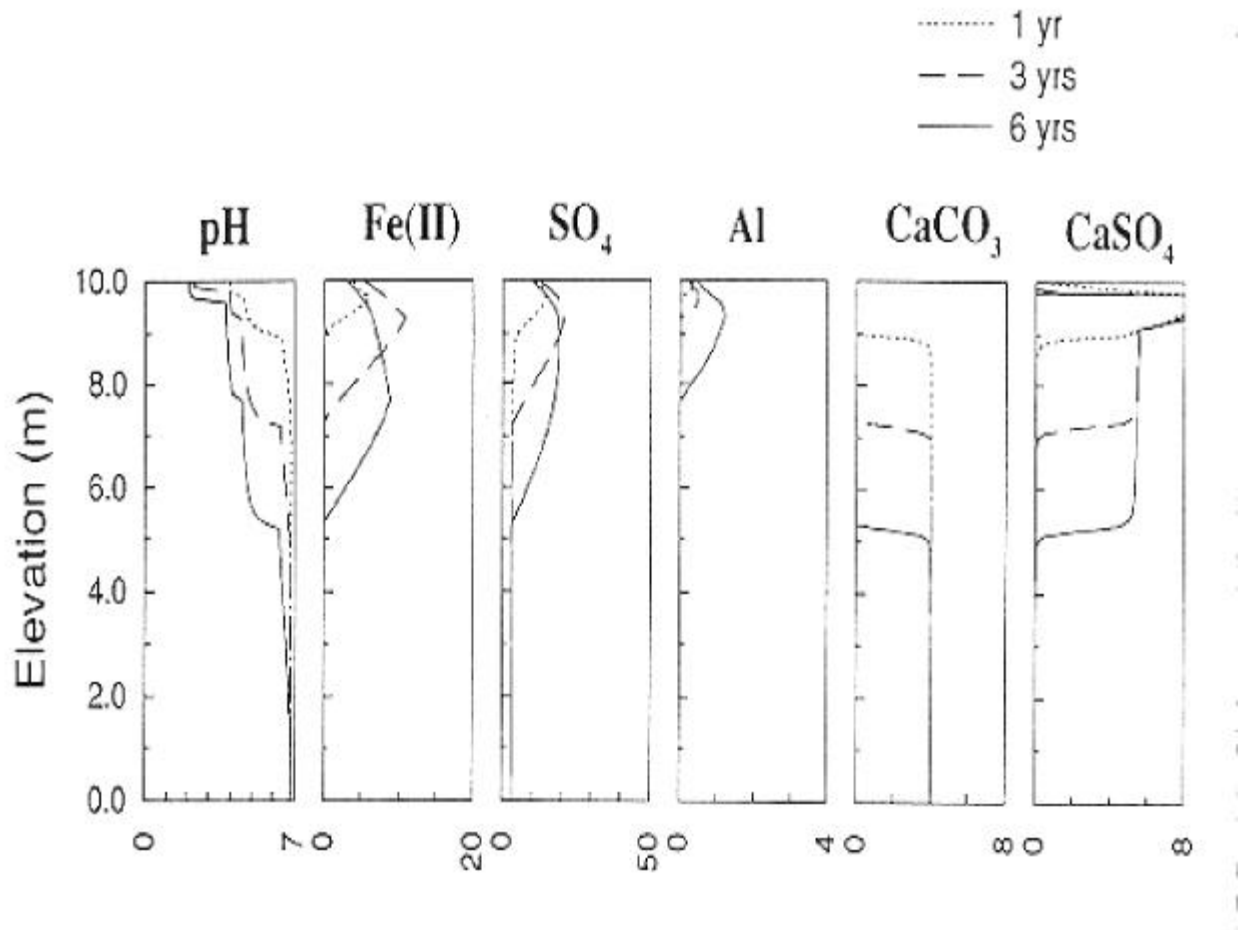 1 yr
3 yrs
6 yrs
pH Fe(II) SO₄ Al CaCO₃ CaSO₄
Elevation (m)
10.0
8.0
6.0
4.0
2.0
0.0
0 7 0 20 0 50 0 4 0 8 0 8